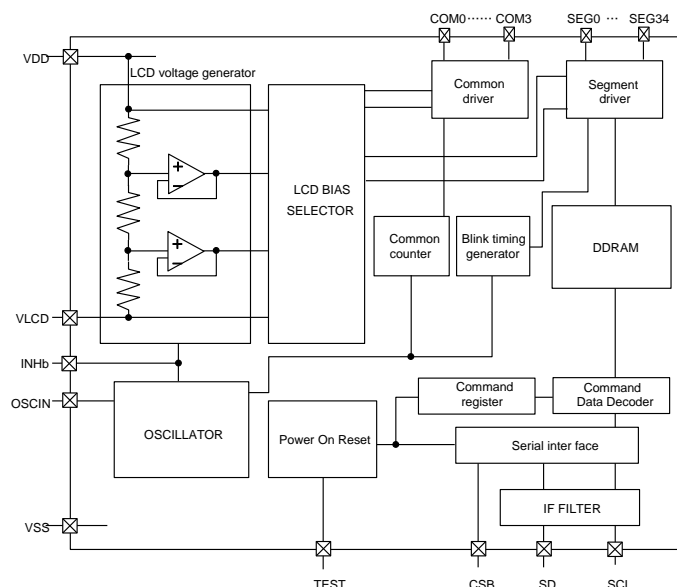 COM0 ...... COM3 SEG0 ... SEG34
VDD
LCD voltage generator
Common
driver
Segment
driver
+
−
LCD BIAS
SELECTOR
+
−
Common
counter
Blink timing
generator
DDRAM
VLCD
INHb
OSCIN
OSCILLATOR
Command
register
Command
Data Decoder
Power On Reset
Serial inter face
IF FILTER
VSS
TEST CSB SD SCL